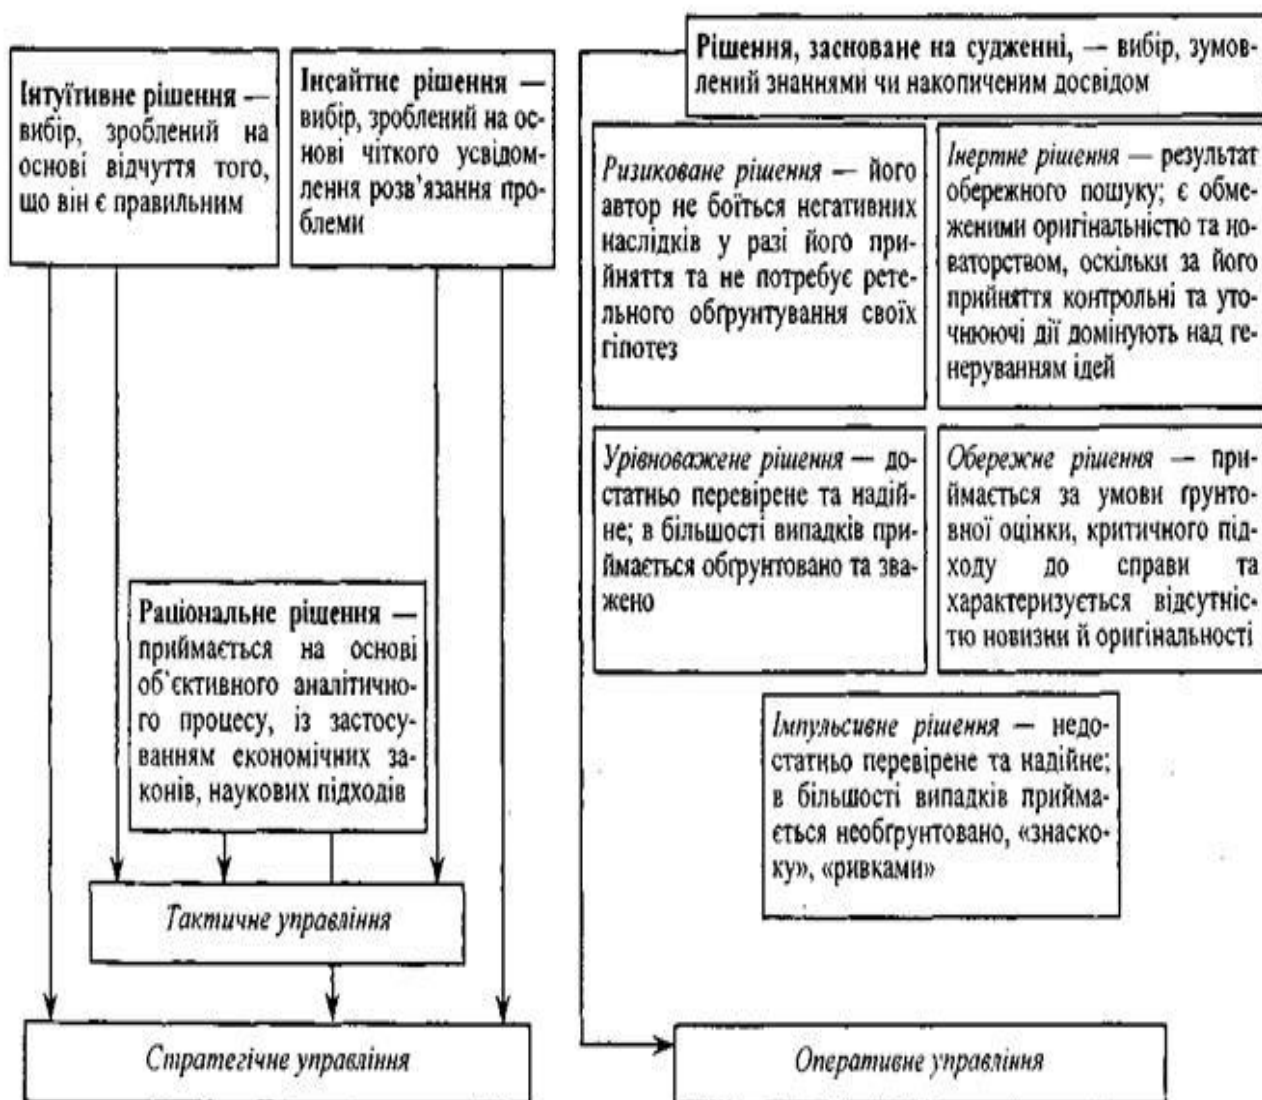 Інтуїтивне рішення —
вибір, зроблений на
основі відчуття того,
що він є правильним
Інсайтне рішення —
вибір, зроблений на ос-
нові чіткого усвідом-
лення розв'язання про-
блеми
Рішення, засноване на судженні, — вибір, зумов-
лений знаннями чи накопиченим досвідом
Ризиковане рішення — його
автор не боїться негативних
наслідків у разі його при-
йняття та не потребує рете-
льного обґрунтування своїх
гіпотез
Інертне рішення — результат
обережного пошуку; є обме-
женими оригінальністю та но-
ваторством, оскільки за його
прийняття контрольні та уто-
чнюючі дії домінують над ге-
неруванням ідей
Урівноважене рішення — до-
статньо перевірене та надій-
не; в більшості випадків при-
ймається обґрунтовано та зва-
жено
Обережне рішення — при-
ймається за умови ґрунто-
вної оцінки, критичного під-
ходу до справи та
характеризується відсутніс-
тю новизни й оригінальності
Раціональне рішення —
приймається на основі
об'єктивного аналітично-
го процесу, із застосу-
ванням економічних за-
конів, наукових підходів
Імпульсивне рішення — недо-
статньо перевірене та надійне;
в більшості випадків прийма-
ється необґрунтовано, «знаско-
ку», «ривками»
Тактичне управління
Стратегічне управління
Оперативне управління